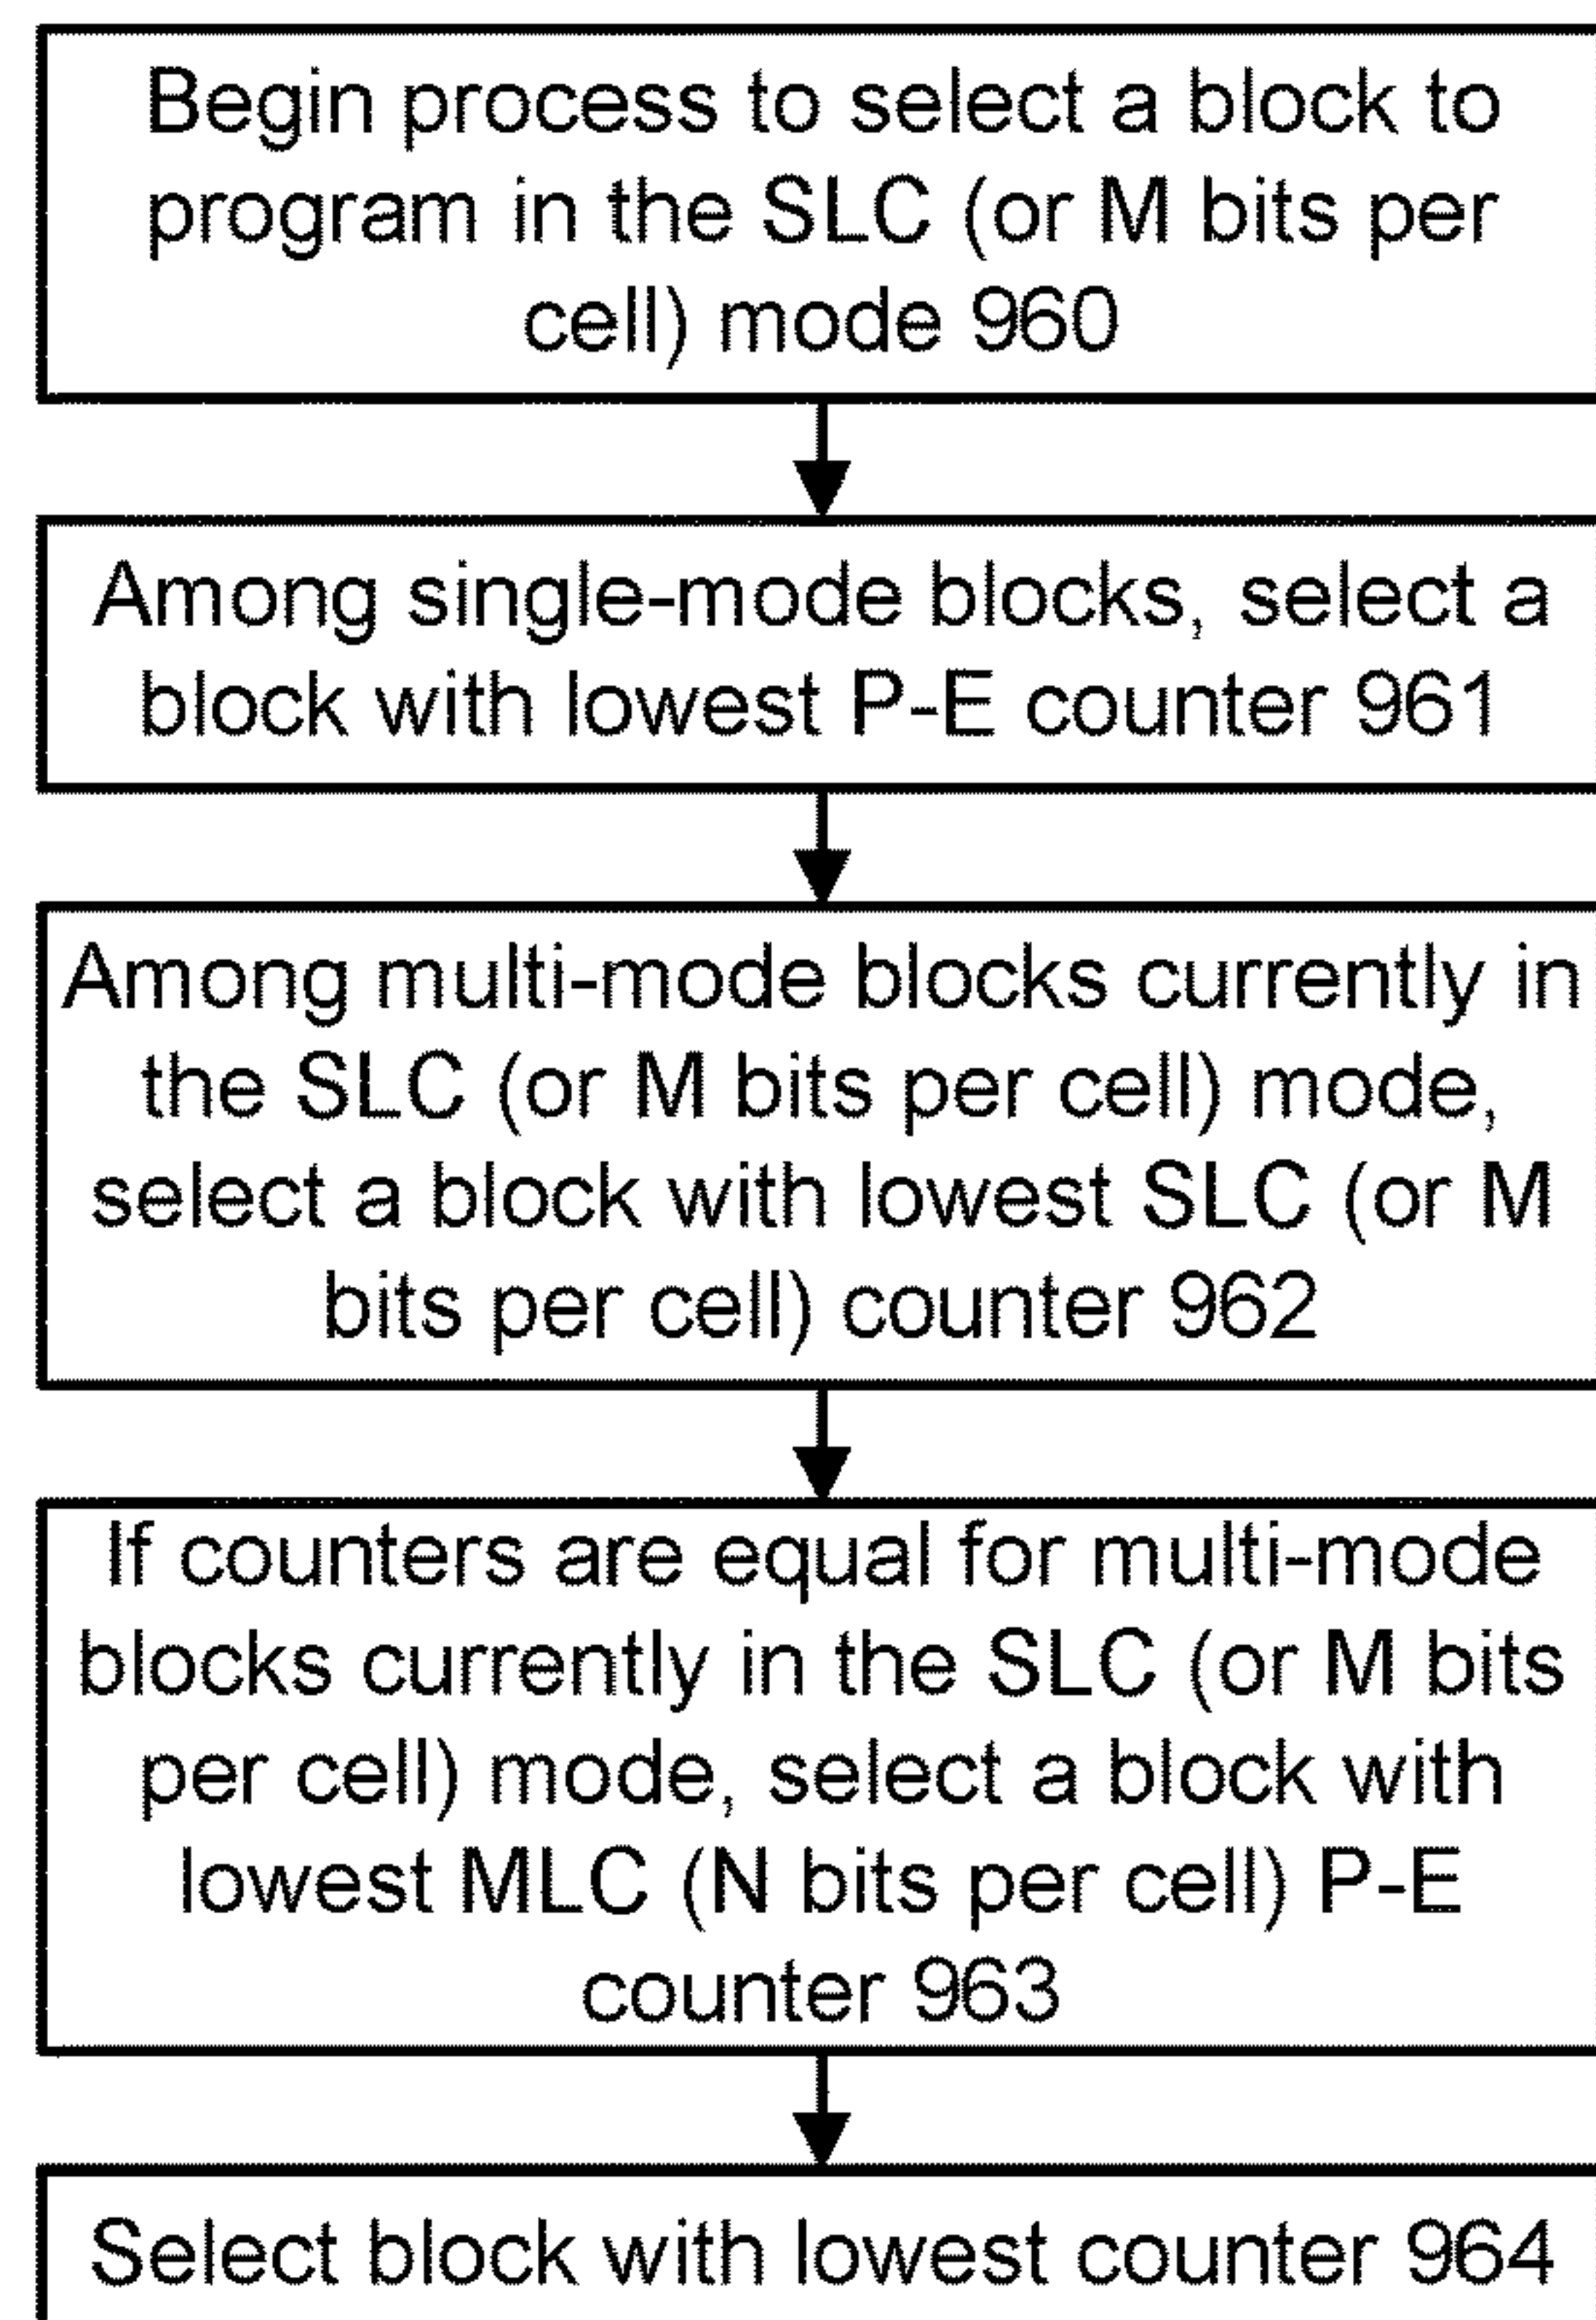 Begin process to select a block to
program in the SLC (or M bits per
cell) mode 960
Among single-mode blocks, select a
block with lowest P-E counter 961
Among multi-mode blocks currently in
the SLC (or M bits per cell) mode,
select a block with lowest SLC (or M
bits per cell) counter 962
If counters are equal for multi-mode
blocks currently in the SLC (or M bits
per cell) mode, select a block with
lowest MLC (N bits per cell) P-E
counter 963
Select block with lowest counter 964